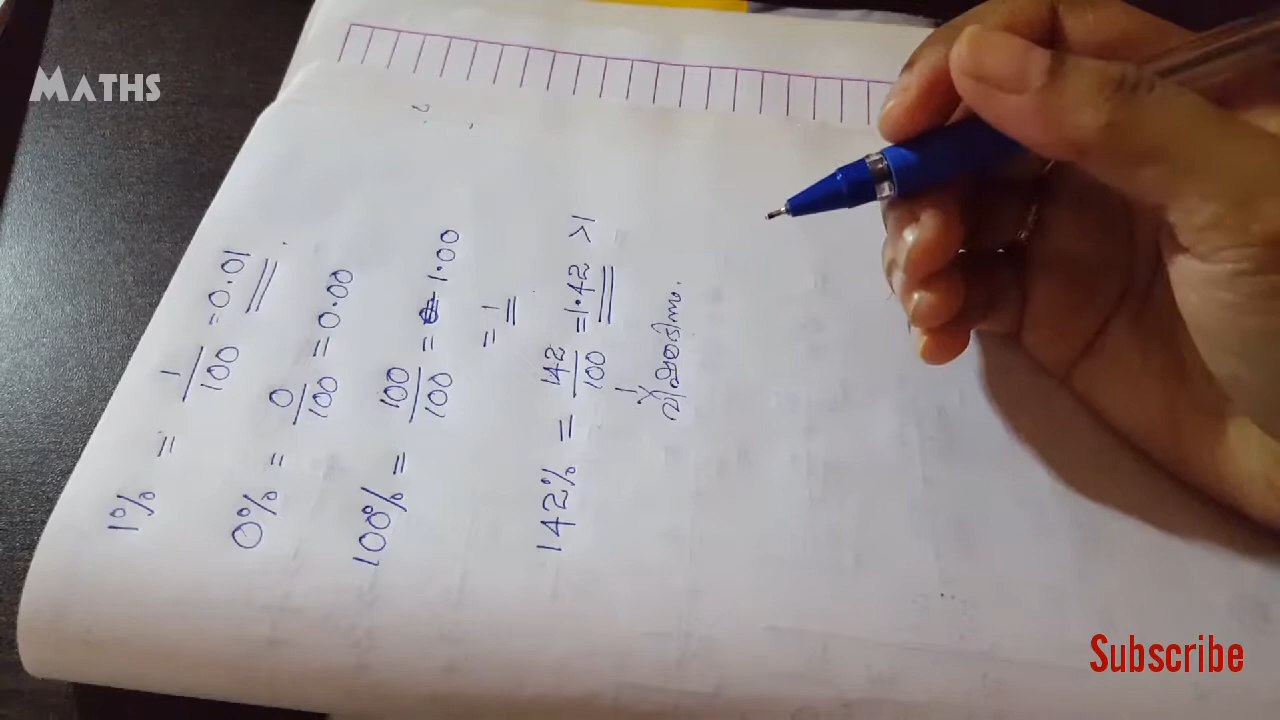 MATHS
1% = 1/100 = 0.01
0% = 0/100 = 0.00
100% = 100/100 = 1.00
= 1
142% = 142/100 = 1.42 > 1
Subscribe